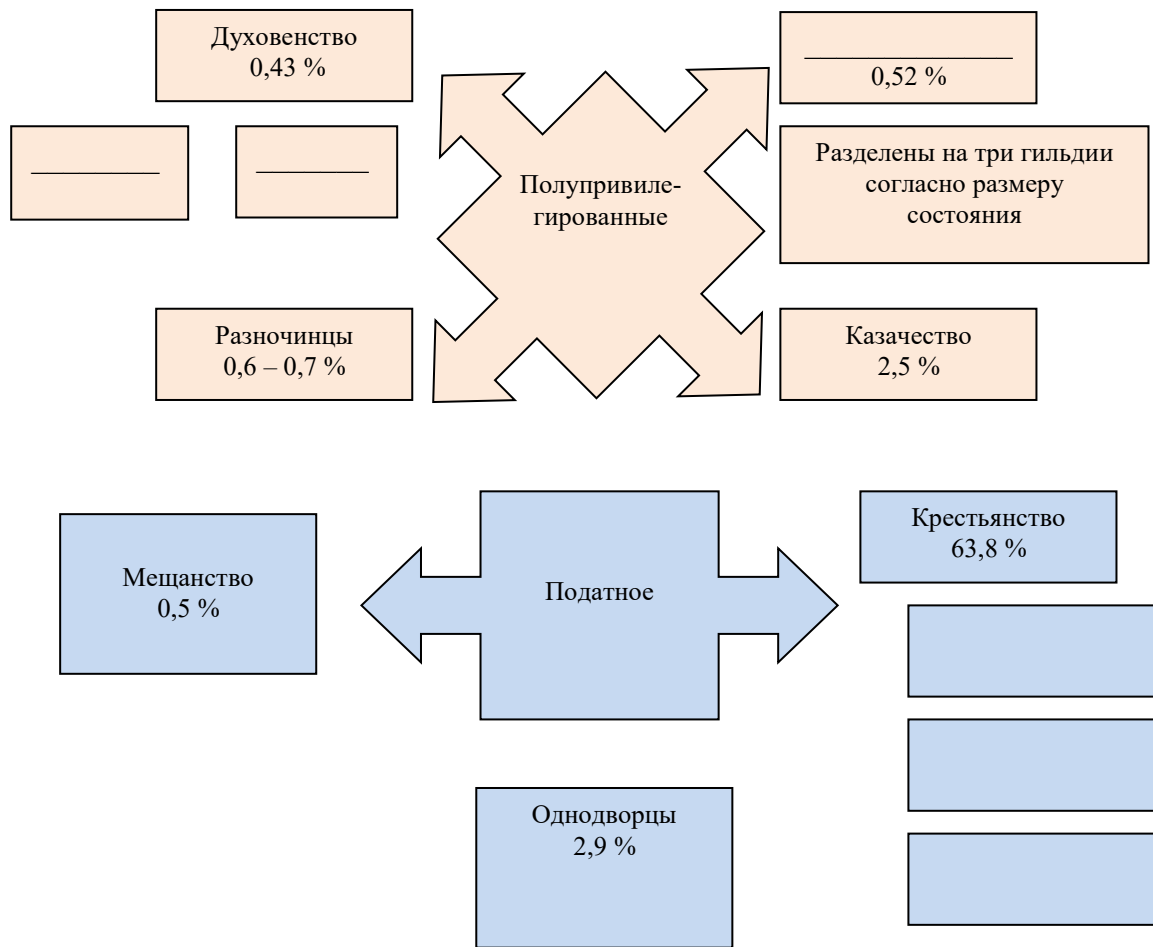 Духовенство
0,43 %
0,52 %
Разделены на три гильдии
согласно размеру
состояния
Полупривиле-
гированные
Разночинцы
0,6 – 0,7 %
Казачество
2,5 %
Мещанство
0,5 %
Податное
Крестьянство
63,8 %
Однодворцы
2,9 %